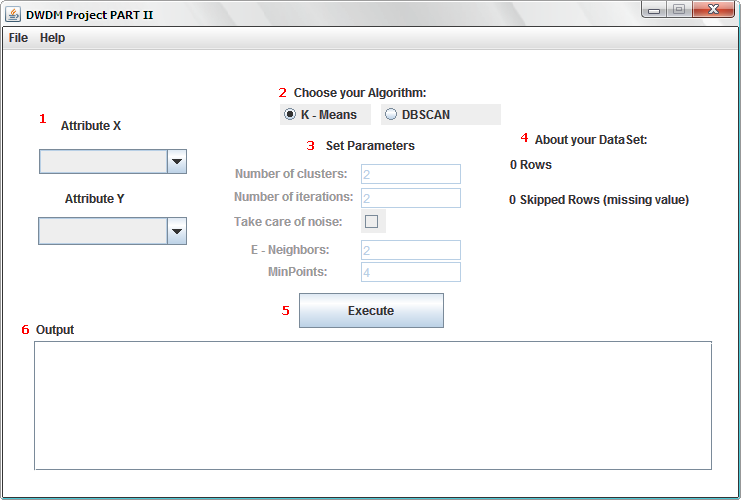 DWDM Project PART II
File Help
2 Choose your Algorithm:
K - Means DBSCAN
1 Attribute X
3 Set Parameters
4 About your DataSet:
Number of clusters: 2
0 Rows
Attribute Y
Number of iterations: 2
0 Skipped Rows (missing value)
Take care of noise:
E - Neighbors: 2
MinPoints: 4
5 Execute
6 Output